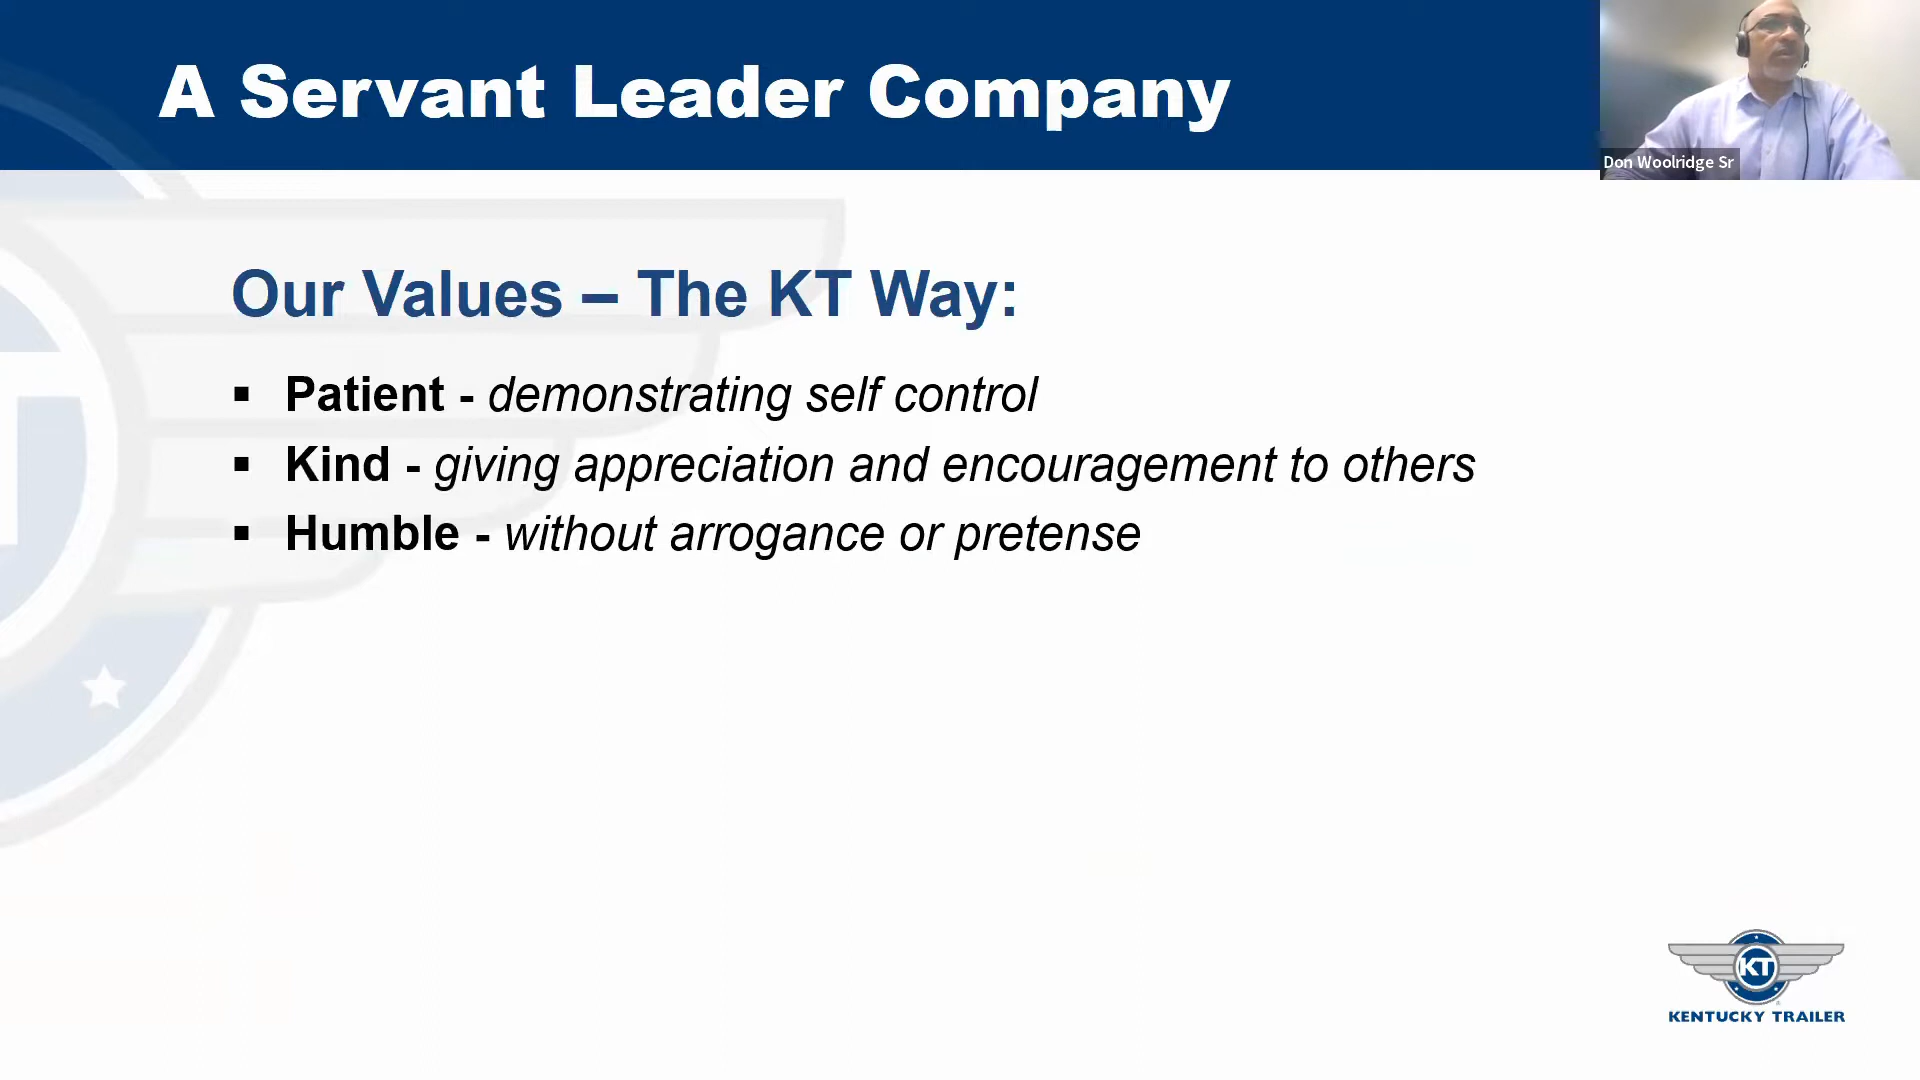 A Servant Leader Company
Don Woolridge Sr
Our Values – The KT Way:
▪ Patient - demonstrating self control
▪ Kind - giving appreciation and encouragement to others
▪ Humble - without arrogance or pretense
KT
KENTUCKY TRAILER